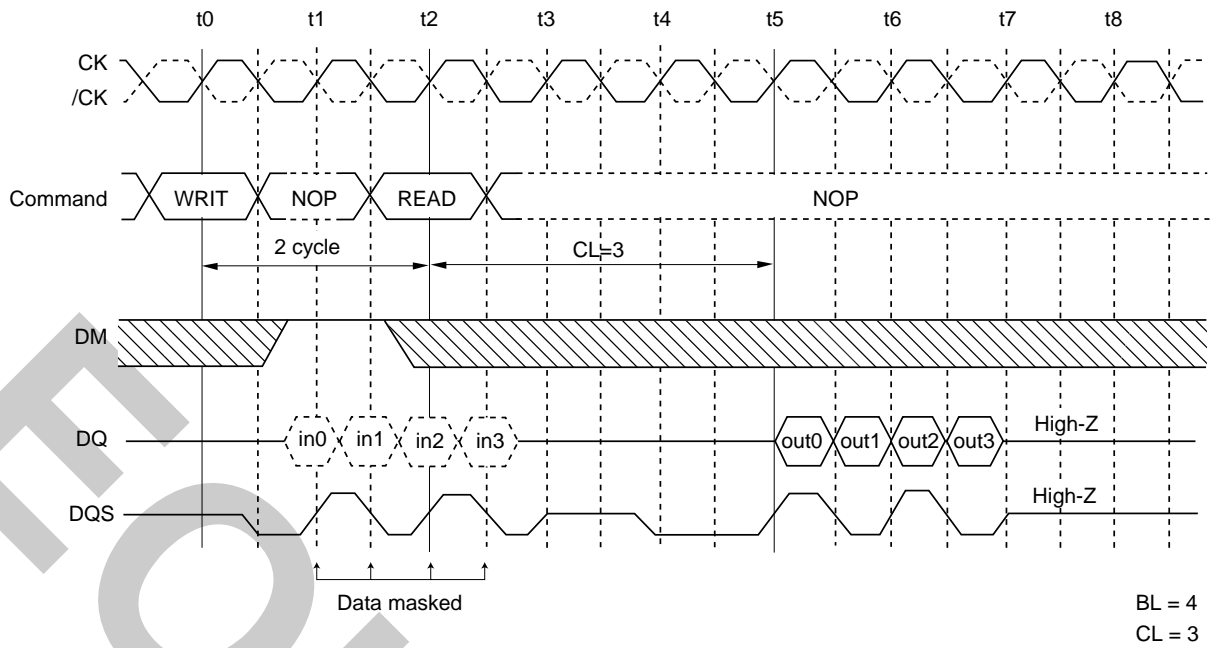 t0 t1 t2 t3 t4 t5 t6 t7 t8
CK
/CK
Command WRIT NOP READ NOP
2 cycle CL=3
DM
DQ in0 in1 in2 in3 out0 out1 out2 out3 High-Z
DQS High-Z
Data masked
BL = 4
CL = 3